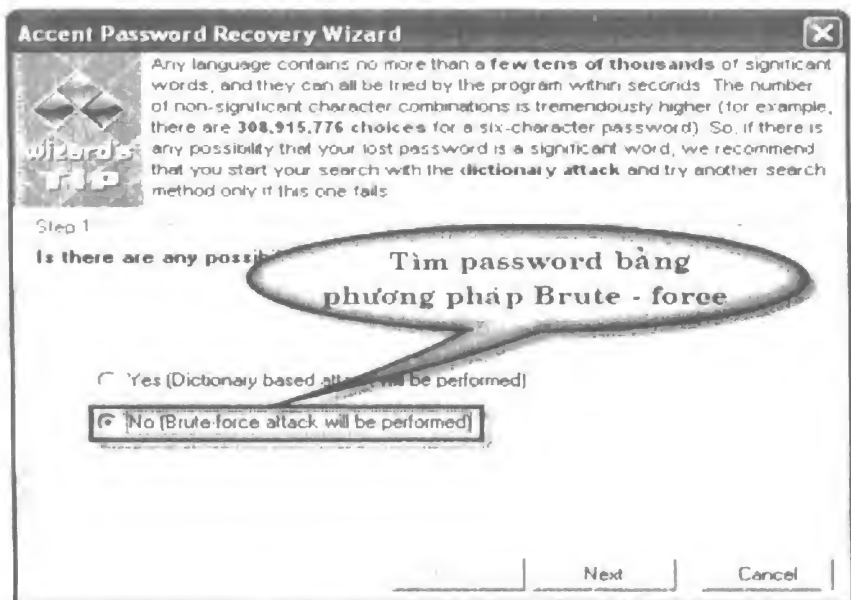 Accent Password Recovery Wizard
Any language contains no more than a few tens of thousands of significant
words, and they can all be tried by the program within seconds. The number
of non-significant character combinations is tremendously higher (for example,
there are 308,915,776 choices for a six-character password). So, if there is
any possibility that your lost password is a significant word, we recommend
that you start your search with the dictionary attack and try another search
method only if this one fails
wizard's
TIP
Step 1
Is there are any
Tìm password bằng
phương pháp Brute - force
Yes (Dictionary based will be performed)
No (Brute-force attack will be performed)
Next
Cancel